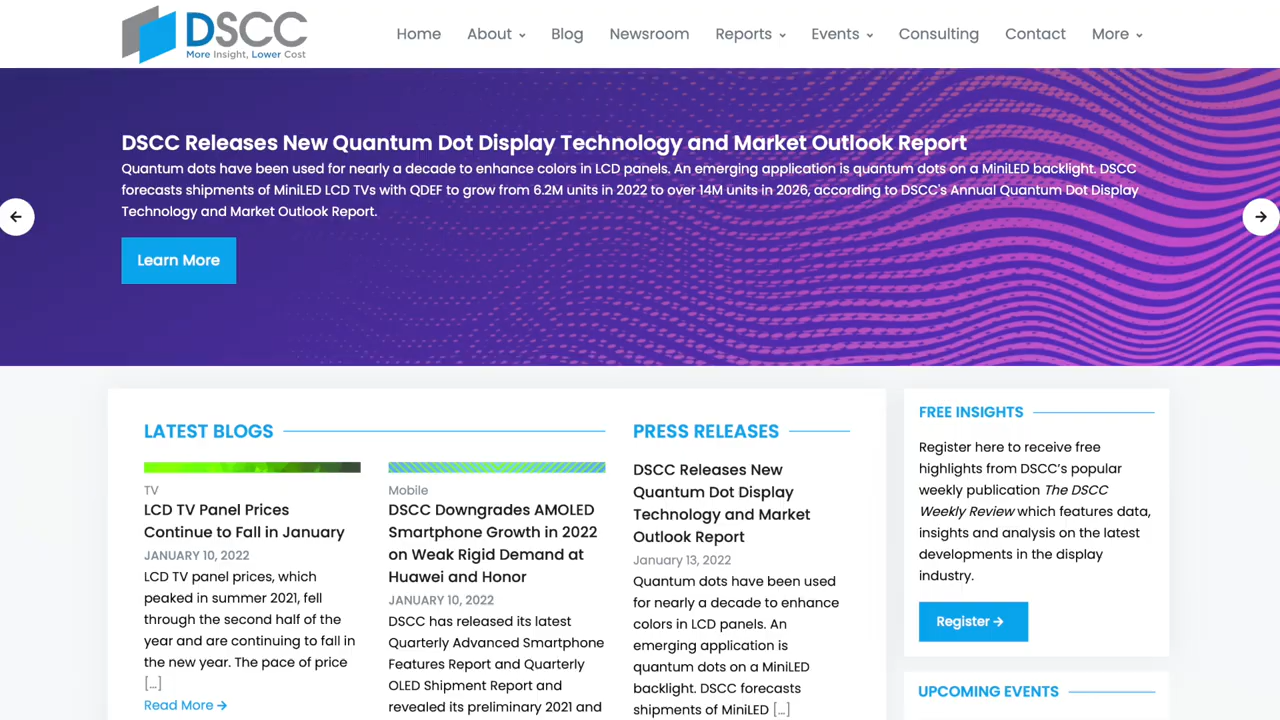 DSCC
More Insight, Lower Cost
Home
About
Blog
Newsroom
Reports
Events
Consulting
Contact
More
DSCC Releases New Quantum Dot Display Technology and Market Outlook Report
Quantum dots have been used for nearly a decade to enhance colors in LCD panels. An emerging application is quantum dots on a MiniLED backlight. DSCC
forecasts shipments of MiniLED LCD TVs with QDEF to grow from 6.2M units in 2022 to over 14M units in 2026, according to DSCC's Annual Quantum Dot Display
Technology and Market Outlook Report.
Learn More
LATEST BLOGS
TV
LCD TV Panel Prices
Continue to Fall in January
JANUARY 10, 2022
LCD TV panel prices, which
peaked in summer 2021, fell
through the second half of the
year and are continuing to fall in
the new year. The pace of price
[...]
Read More →
Mobile
DSCC Downgrades AMOLED
Smartphone Growth in 2022
on Weak Rigid Demand at
Huawei and Honor
JANUARY 10, 2022
DSCC has released its latest
Quarterly Advanced Smartphone
Features Report and Quarterly
OLED Shipment Report and
revealed its preliminary 2021 and
PRESS RELEASES
DSCC Releases New
Quantum Dot Display
Technology and Market
Outlook Report
January 13, 2022
Quantum dots have been used
for nearly a decade to enhance
colors in LCD panels. An
emerging application is
quantum dots on a MiniLED
backlight. DSCC forecasts
shipments of MiniLED [...]
FREE INSIGHTS
Register here to receive free
highlights from DSCC's popular
weekly publication The DSCC
Weekly Review which features data,
insights and analysis on the latest
developments in the display
industry.
Register →
UPCOMING EVENTS